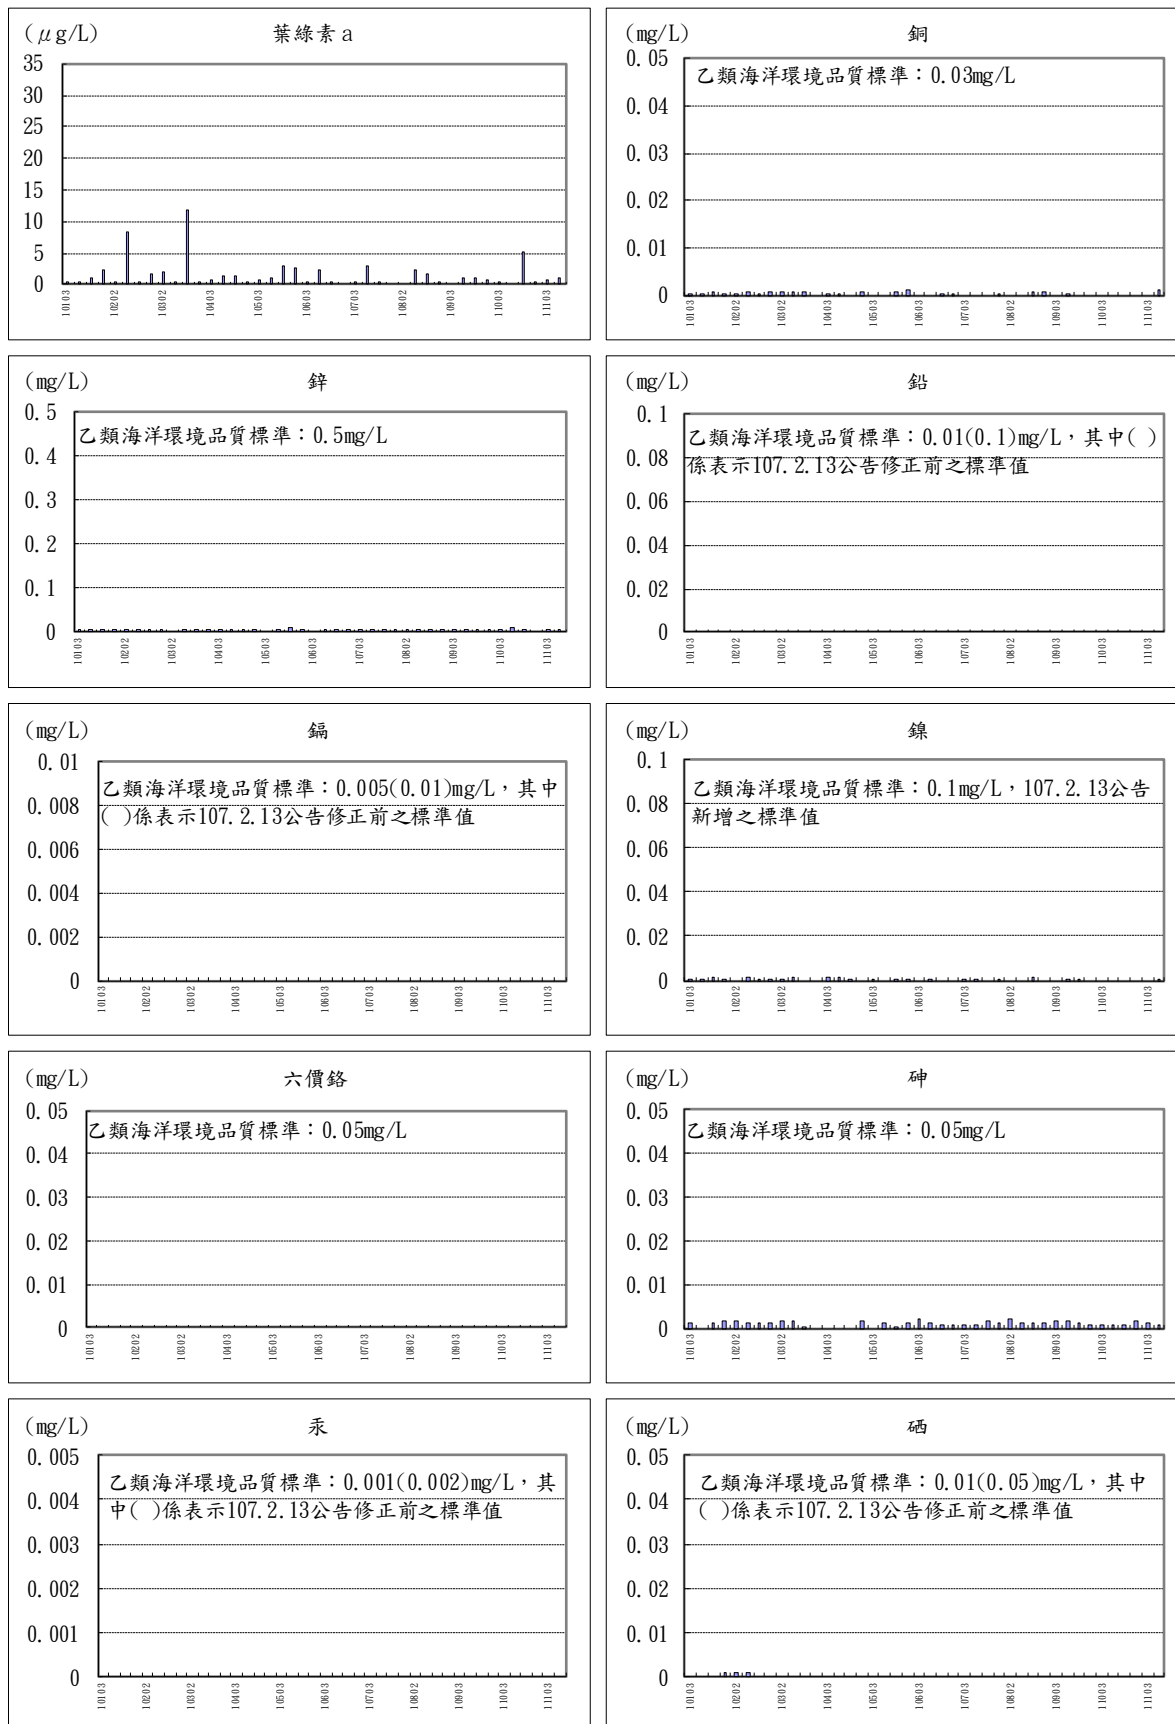 (μg/L) 葉綠素a
35
30
25
20
15
10
5
0
10103 10202 10302 10403 10503 10603 10703 10802 10903 11003 11103
(mg/L) 銅
乙類海洋環境品質標準：0.03mg/L
0.05
0.04
0.03
0.02
0.01
0
10103 10202 10302 10403 10503 10603 10703 10802 10903 11003 11103
(mg/L) 鋅
乙類海洋環境品質標準：0.5mg/L
0.5
0.4
0.3
0.2
0.1
0
10103 10202 10302 10403 10503 10603 10703 10802 10903 11003 11103
(mg/L) 鉛
乙類海洋環境品質標準：0.01(0.1)mg/L，其中( )
係表示107.2.13公告修正前之標準值
0.1
0.08
0.06
0.04
0.02
0
10103 10202 10302 10403 10503 10603 10703 10802 10903 11003 11103
(mg/L) 鎘
乙類海洋環境品質標準：0.005(0.01)mg/L，其中
( )係表示107.2.13公告修正前之標準值
0.01
0.008
0.006
0.004
0.002
0
10103 10202 10302 10403 10503 10603 10703 10802 10903 11003 11103
(mg/L) 鎳
乙類海洋環境品質標準：0.1mg/L，107.2.13公告
新增之標準值
0.1
0.08
0.06
0.04
0.02
0
10103 10202 10302 10403 10503 10603 10703 10802 10903 11003 11103
(mg/L) 六價鉻
乙類海洋環境品質標準：0.05mg/L
0.05
0.04
0.03
0.02
0.01
0
10103 10202 10302 10403 10503 10603 10703 10802 10903 11003 11103
(mg/L) 砷
乙類海洋環境品質標準：0.05mg/L
0.05
0.04
0.03
0.02
0.01
0
10103 10202 10302 10403 10503 10603 10703 10802 10903 11003 11103
(mg/L) 汞
乙類海洋環境品質標準：0.001(0.002)mg/L，其
中( )係表示107.2.13公告修正前之標準值
0.005
0.004
0.003
0.002
0.001
0
10103 10202 10302 10403 10503 10603 10703 10802 10903 11003 11103
(mg/L) 硒
乙類海洋環境品質標準：0.01(0.05)mg/L，其中
( )係表示107.2.13公告修正前之標準值
0.05
0.04
0.03
0.02
0.01
0
10103 10202 10302 10403 10503 10603 10703 10802 10903 11003 11103